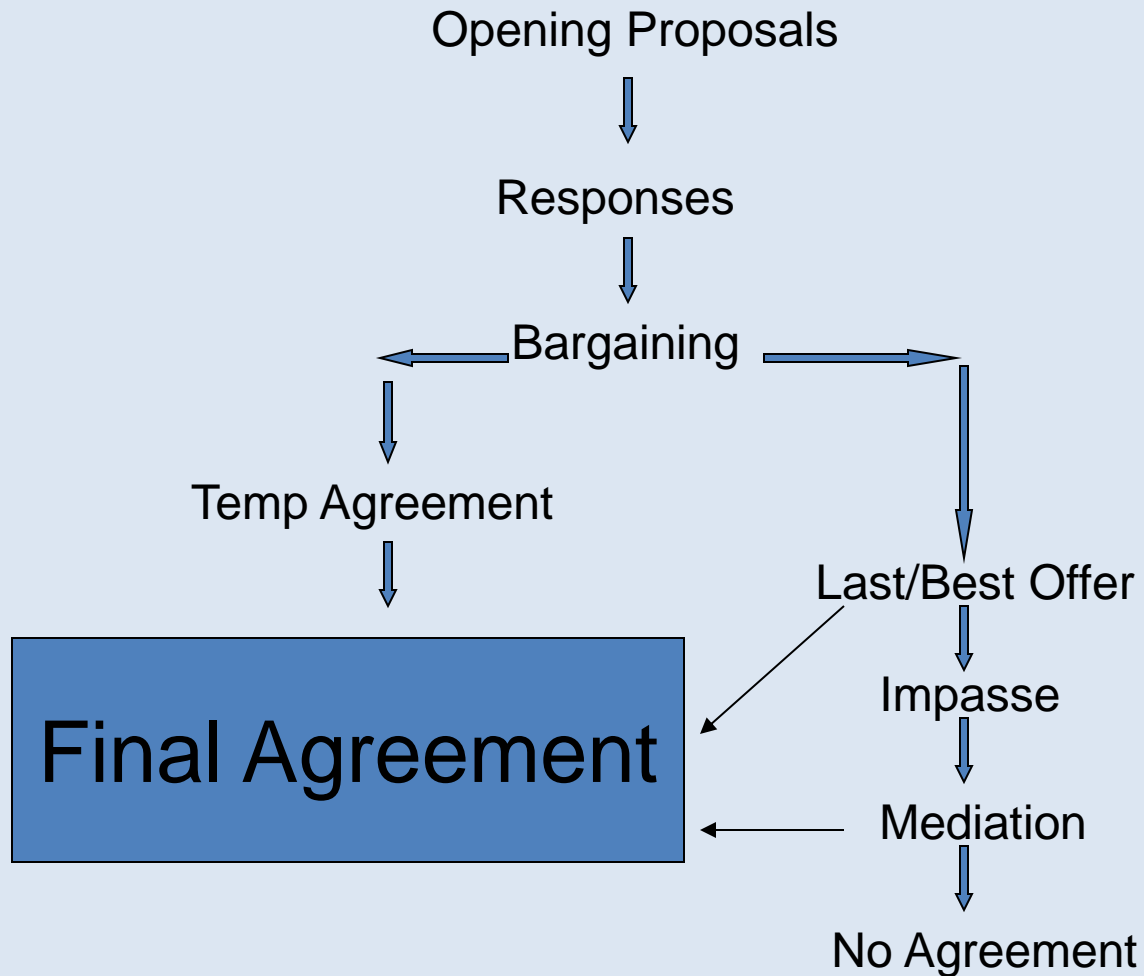 Opening Proposals
Responses
Bargaining
Temp Agreement
Last/Best Offer
Impasse
Final Agreement
Mediation
No Agreement